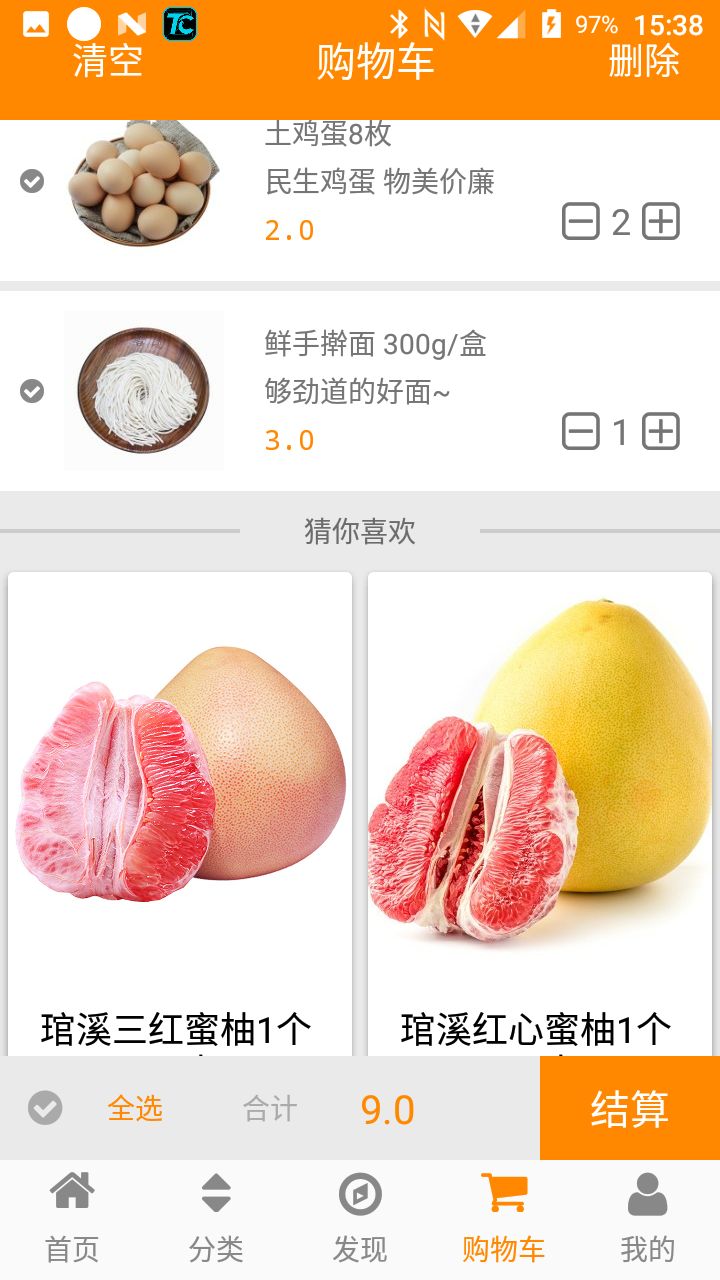 97% 15:38
清空 购物车 删除
土鸡蛋8枚
民生鸡蛋 物美价廉
2.0
2
鲜手擀面 300g/盒
够劲道的好面~
3.0
1
猜你喜欢
琯溪三红蜜柚1个
琯溪红心蜜柚1个
全选 合计 9.0 结算
首页 分类 发现 购物车 我的